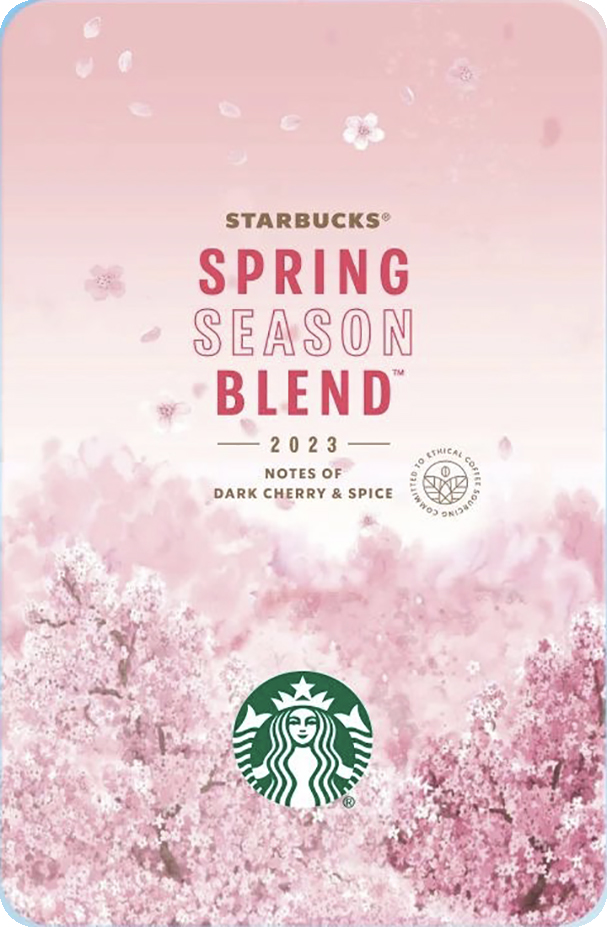 STARBUCKS®
SPRING
SEASON
BLEND™
2023
NOTES OF
DARK CHERRY & SPICE
COMMITTED TO ETHICAL COFFEE SOURCING
®